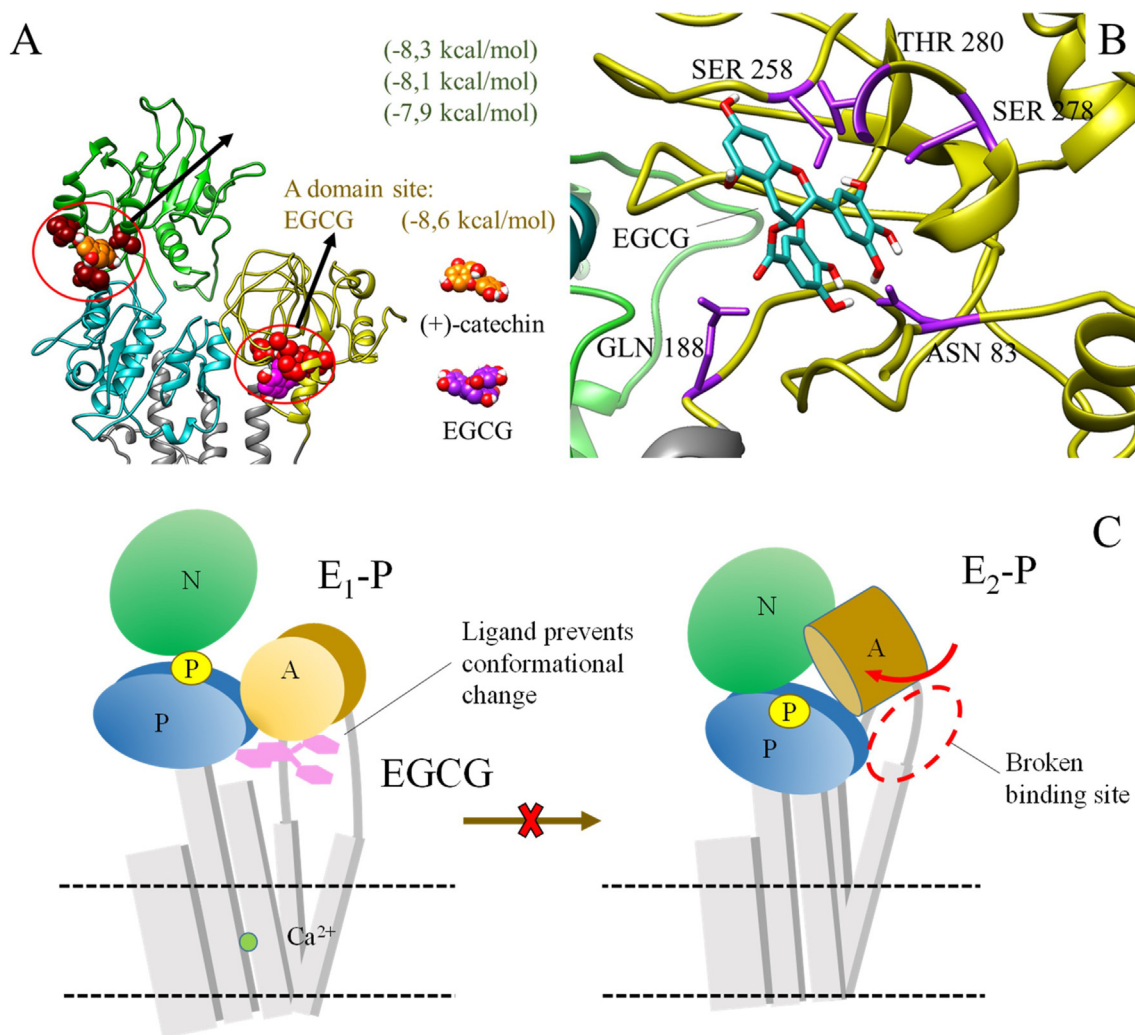 A
(-8,3 kcal/mol)
(-8,1 kcal/mol)
(-7,9 kcal/mol)
A domain site:
EGCG (-8,6 kcal/mol)
(+)-catechin
EGCG
B
THR 280
SER 258
SER 278
EGCG
GLN 188
ASN 83
C
N
E₁-P
P
A
P
Ligand prevents
conformational
change
EGCG
Ca²⁺
N
E₂-P
A
P
P
Broken
binding site